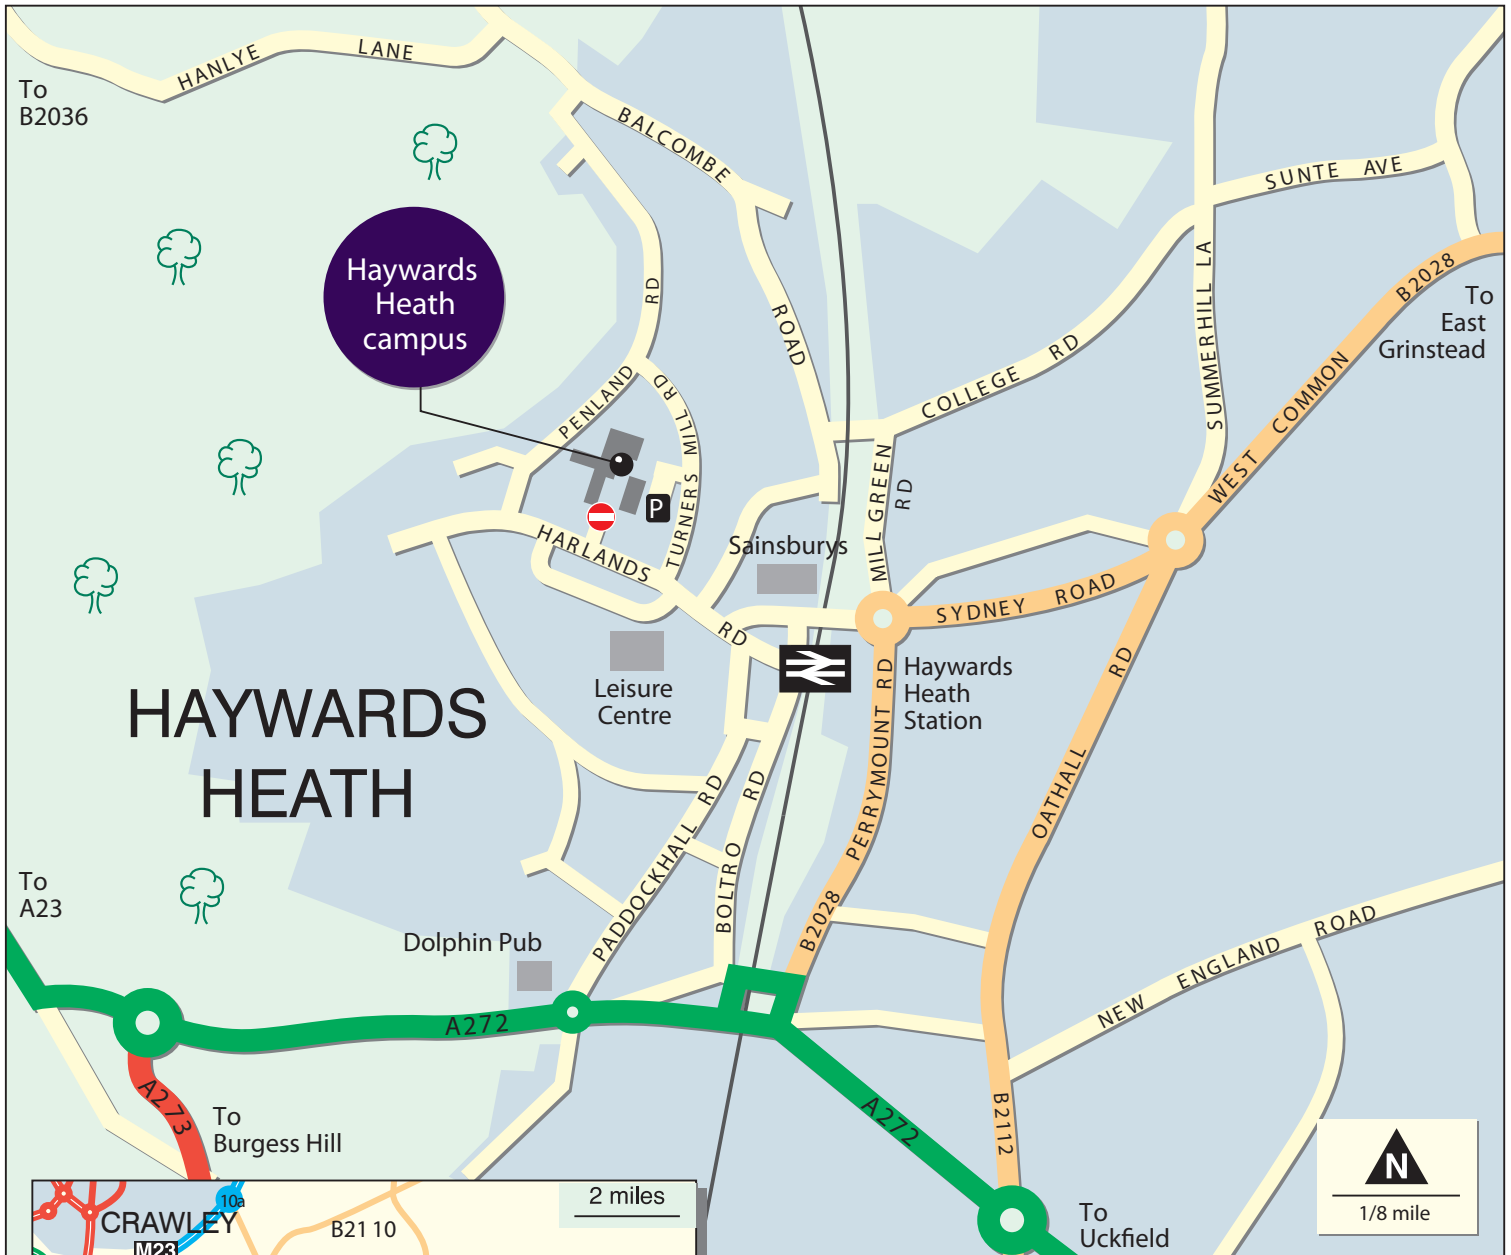 HANLYE LANE
To
B2036
BALCOMBE
ROAD
SUNTE AVE
SUMMERHILL LA
B2028
To
East
Grinstead
Haywards
Heath
campus
RD
PENLAND
TURNERS MILL RD
COLLEGE RD
WEST COMMON
P
HARLANDS
RD
Sainsburys
MILL GREEN
RD
SYDNEY ROAD
Leisure
Centre
Haywards
Heath
Station
HAYWARDS
HEATH
PERRYMOUNT RD
B2028
OATHALL RD
PADDOCKHALL RD
BOLTRO RD
To
A23
Dolphin Pub
NEW ENGLAND ROAD
A272
A273
To
Burgess Hill
A272
B2112
N
1/8 mile
To
Uckfield
2 miles
10a
CRAWLEY
M23
B21 10